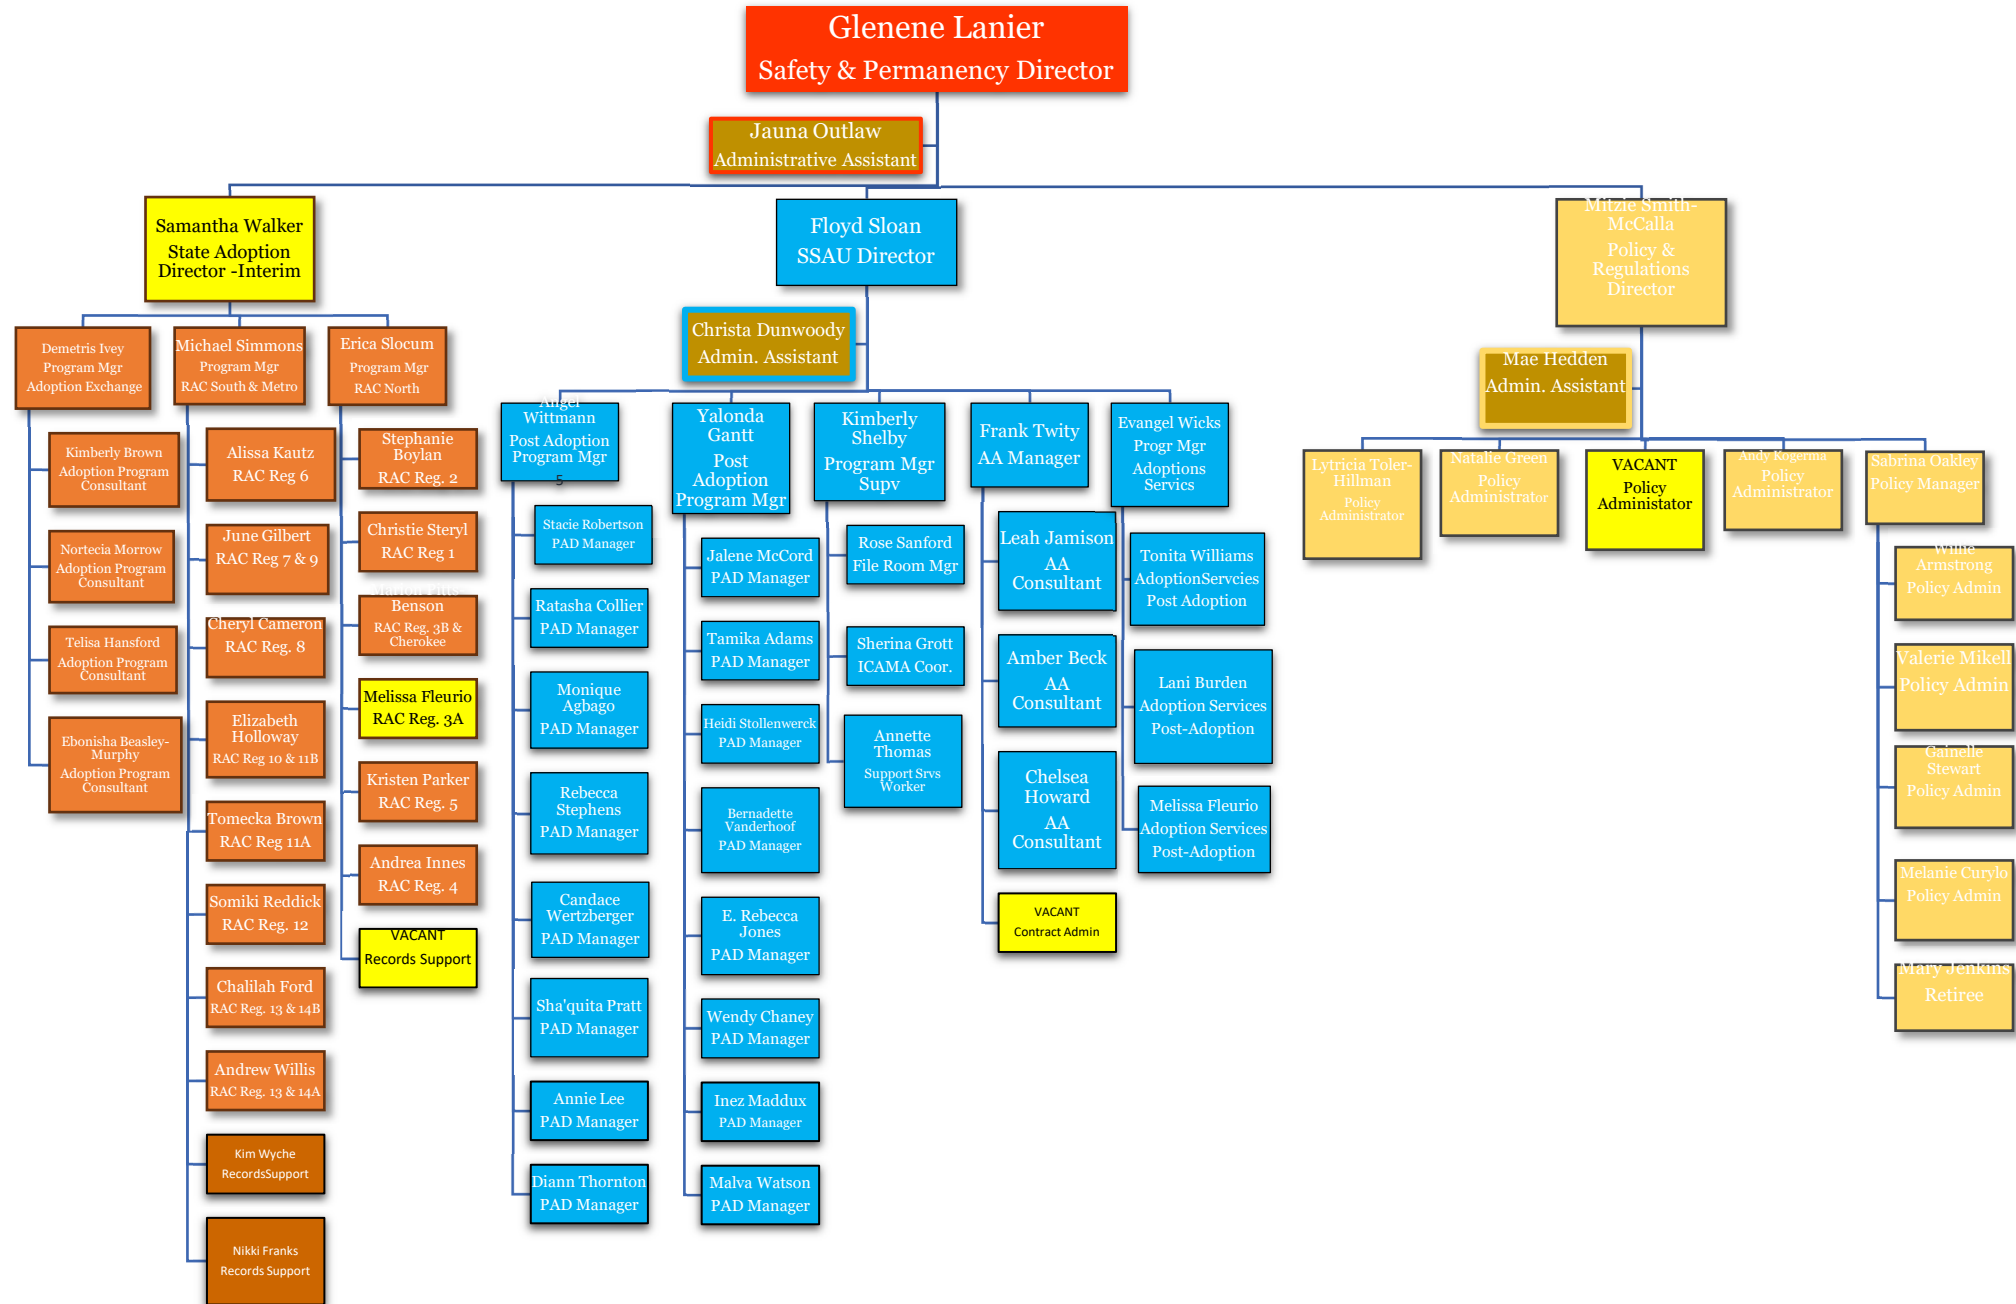 Glenene Lanier
Safety & Permanency Director
Jauna Outlaw
Administrative Assistant
Samantha Walker
State Adoption
Director -Interim
Floyd Sloan
SSAU Director
Mitzie Smith-
McCalla
Policy &
Regulations
Director
Christa Dunwoody
Admin. Assistant
Mae Hedden
Admin. Assistant
Demetris Ivey
Program Mgr
Adoption Exchange
Michael Simmons
Program Mgr
RAC South & Metro
Erica Slocum
Program Mgr
RAC North
Kimberly Brown
Adoption Program
Consultant
Nortecia Morrow
Adoption Program
Consultant
Telisa Hansford
Adoption Program
Consultant
Ebonisha Beasley-
Murphy
Adoption Program
Consultant
Alissa Kautz
RAC Reg 6
June Gilbert
RAC Reg 7 & 9
Cheryl Cameron
RAC Reg. 8
Elizabeth
Holloway
RAC Reg 10 & 11B
Tomecka Brown
RAC Reg 11A
Somiki Reddick
RAC Reg. 12
Chalilah Ford
RAC Reg. 13 & 14B
Andrew Willis
RAC Reg. 13 & 14A
Kim Wyche
RecordsSupport
Nikki Franks
Records Support
Stephanie
Boylan
RAC Reg. 2
Christie Steryl
RAC Reg 1
Marion Pitts-
Benson
RAC Reg. 3B &
Cherokee
Melissa Fleurio
RAC Reg. 3A
Kristen Parker
RAC Reg. 5
Andrea Innes
RAC Reg. 4
VACANT
Records Support
Angel
Wittmann
Post Adoption
Program Mgr
5
Stacie Robertson
PAD Manager
Ratasha Collier
PAD Manager
Monique
Agbago
PAD Manager
Rebecca
Stephens
PAD Manager
Candace
Wertzberger
PAD Manager
Sha'quita Pratt
PAD Manager
Annie Lee
PAD Manager
Diann Thornton
PAD Manager
Yalonda
Gantt
Post
Adoption
Program Mgr
Jalene McCord
PAD Manager
Tamika Adams
PAD Manager
Heidi Stollenwerck
PAD Manager
Bernadette
Vanderhoof
PAD Manager
E. Rebecca
Jones
PAD Manager
Wendy Chaney
PAD Manager
Inez Maddux
PAD Manager
Malva Watson
PAD Manager
Kimberly
Shelby
Program Mgr
Supv
Rose Sanford
File Room Mgr
Sherina Grott
ICAMA Coor.
Annette
Thomas
Support Srvs
Worker
Frank Twity
AA Manager
Leah Jamison
AA
Consultant
Amber Beck
AA
Consultant
Chelsea
Howard
AA
Consultant
VACANT
Contract Admin
Evangel Wicks
Progr Mgr
Adoptions
Servics
Tonita Williams
AdoptionServcies
Post Adoption
Lani Burden
Adoption Services
Post-Adoption
Melissa Fleurio
Adoption Services
Post-Adoption
Lytricia Toler-
Hillman
Policy
Administrator
Natalie Green
Policy
Administrator
VACANT
Policy
Administator
Andy Kogerma
Policy
Administrator
Sabrina Oakley
Policy Manager
Willie
Armstrong
Policy Admin
Valerie Mikell
Policy Admin
Gainelle
Stewart
Policy Admin
Melanie Curylo
Policy Admin
Mary Jenkins
Retiree